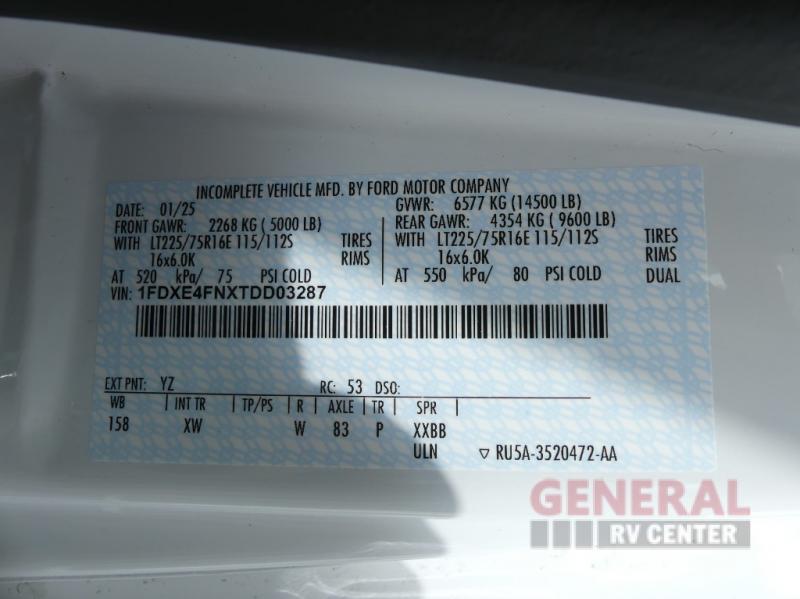 INCOMPLETE VEHICLE MFD. BY FORD MOTOR COMPANY
DATE: 01/25 GVWR: 6577 KG (14500 LB)
FRONT GAWR: 2268 KG ( 5000 LB) REAR GAWR: 4354 KG ( 9600 LB)
WITH LT225/75R16E 115/112S TIRES WITH LT225/75R16E 115/112S TIRES
16x6.0K RIMS 16x6.0K RIMS
AT 520 kPa/ 75 PSI COLD AT 550 kPa/ 80 PSI COLD DUAL
VIN: 1FDXE4FNXTDD03287
EXT PNT: YZ RC: 53 DSO:
WB INT TR TP/PS R AXLE TR SPR
158 XW W 83 P XXBB
ULN ▽ RU5A-3520472-AA
GENERAL
RV CENTER